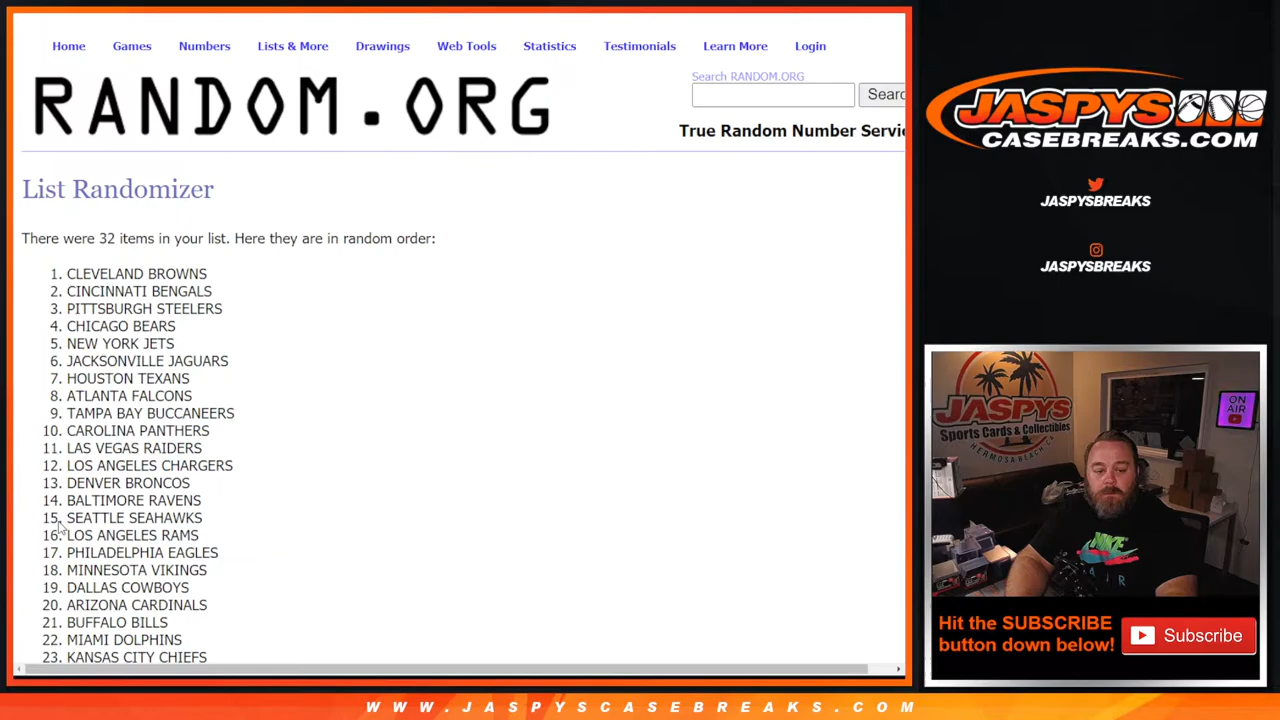 Home Games Numbers Lists & More Drawings Web Tools Statistics Testimonials Learn More Login
RANDOM.ORG
Search RANDOM.ORG
Searc
True Random Number Servi
List Randomizer
There were 32 items in your list. Here they are in random order:
1. CLEVELAND BROWNS
2. CINCINNATI BENGALS
3. PITTSBURGH STEELERS
4. CHICAGO BEARS
5. NEW YORK JETS
6. JACKSONVILLE JAGUARS
7. HOUSTON TEXANS
8. ATLANTA FALCONS
9. TAMPA BAY BUCCANEERS
10. CAROLINA PANTHERS
11. LAS VEGAS RAIDERS
12. LOS ANGELES CHARGERS
13. DENVER BRONCOS
14. BALTIMORE RAVENS
15. SEATTLE SEAHAWKS
16. LOS ANGELES RAMS
17. PHILADELPHIA EAGLES
18. MINNESOTA VIKINGS
19. DALLAS COWBOYS
20. ARIZONA CARDINALS
21. BUFFALO BILLS
22. MIAMI DOLPHINS
23. KANSAS CITY CHIEFS
JASPYS
CASEBREAKS.COM
JASPYSBREAKS
JASPYSBREAKS
JASPYS
Sports Cards & Collectibles
HERMOSA BEACH, CA
ON
AIR
NIKE
AIR
Hit the SUBSCRIBE
button down below!
Subscribe
WWW.JASPYSCASEBREAKS.COM